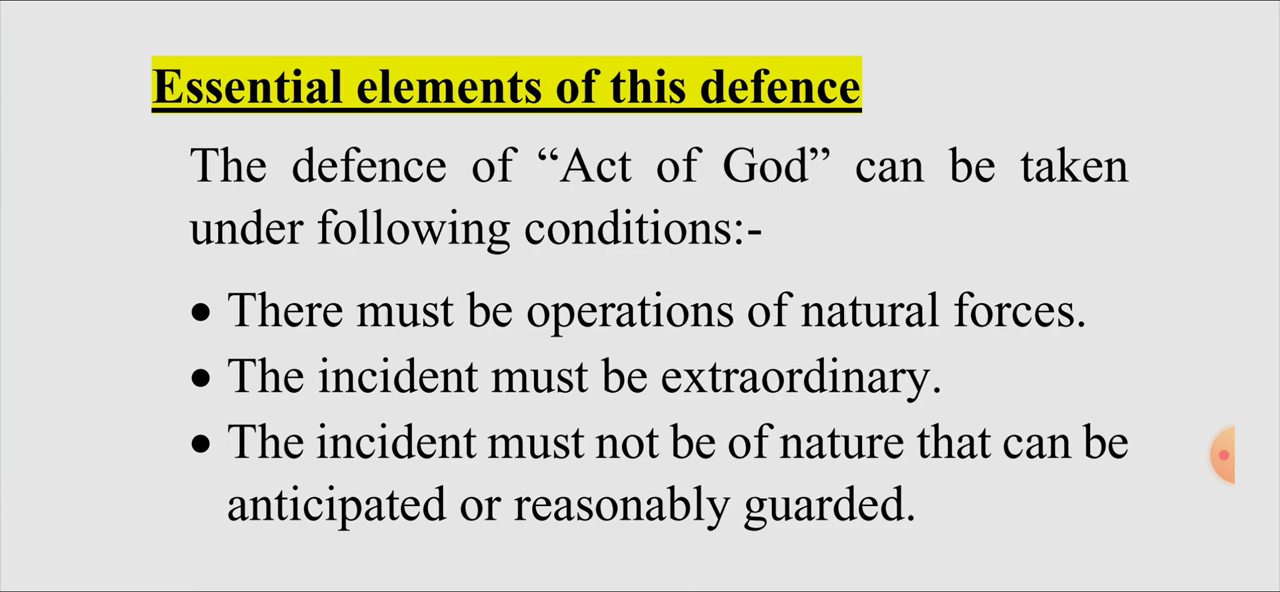 Essential elements of this defence
The defence of “Act of God” can be taken
under following conditions:-
• There must be operations of natural forces.
• The incident must be extraordinary.
• The incident must not be of nature that can be
anticipated or reasonably guarded.